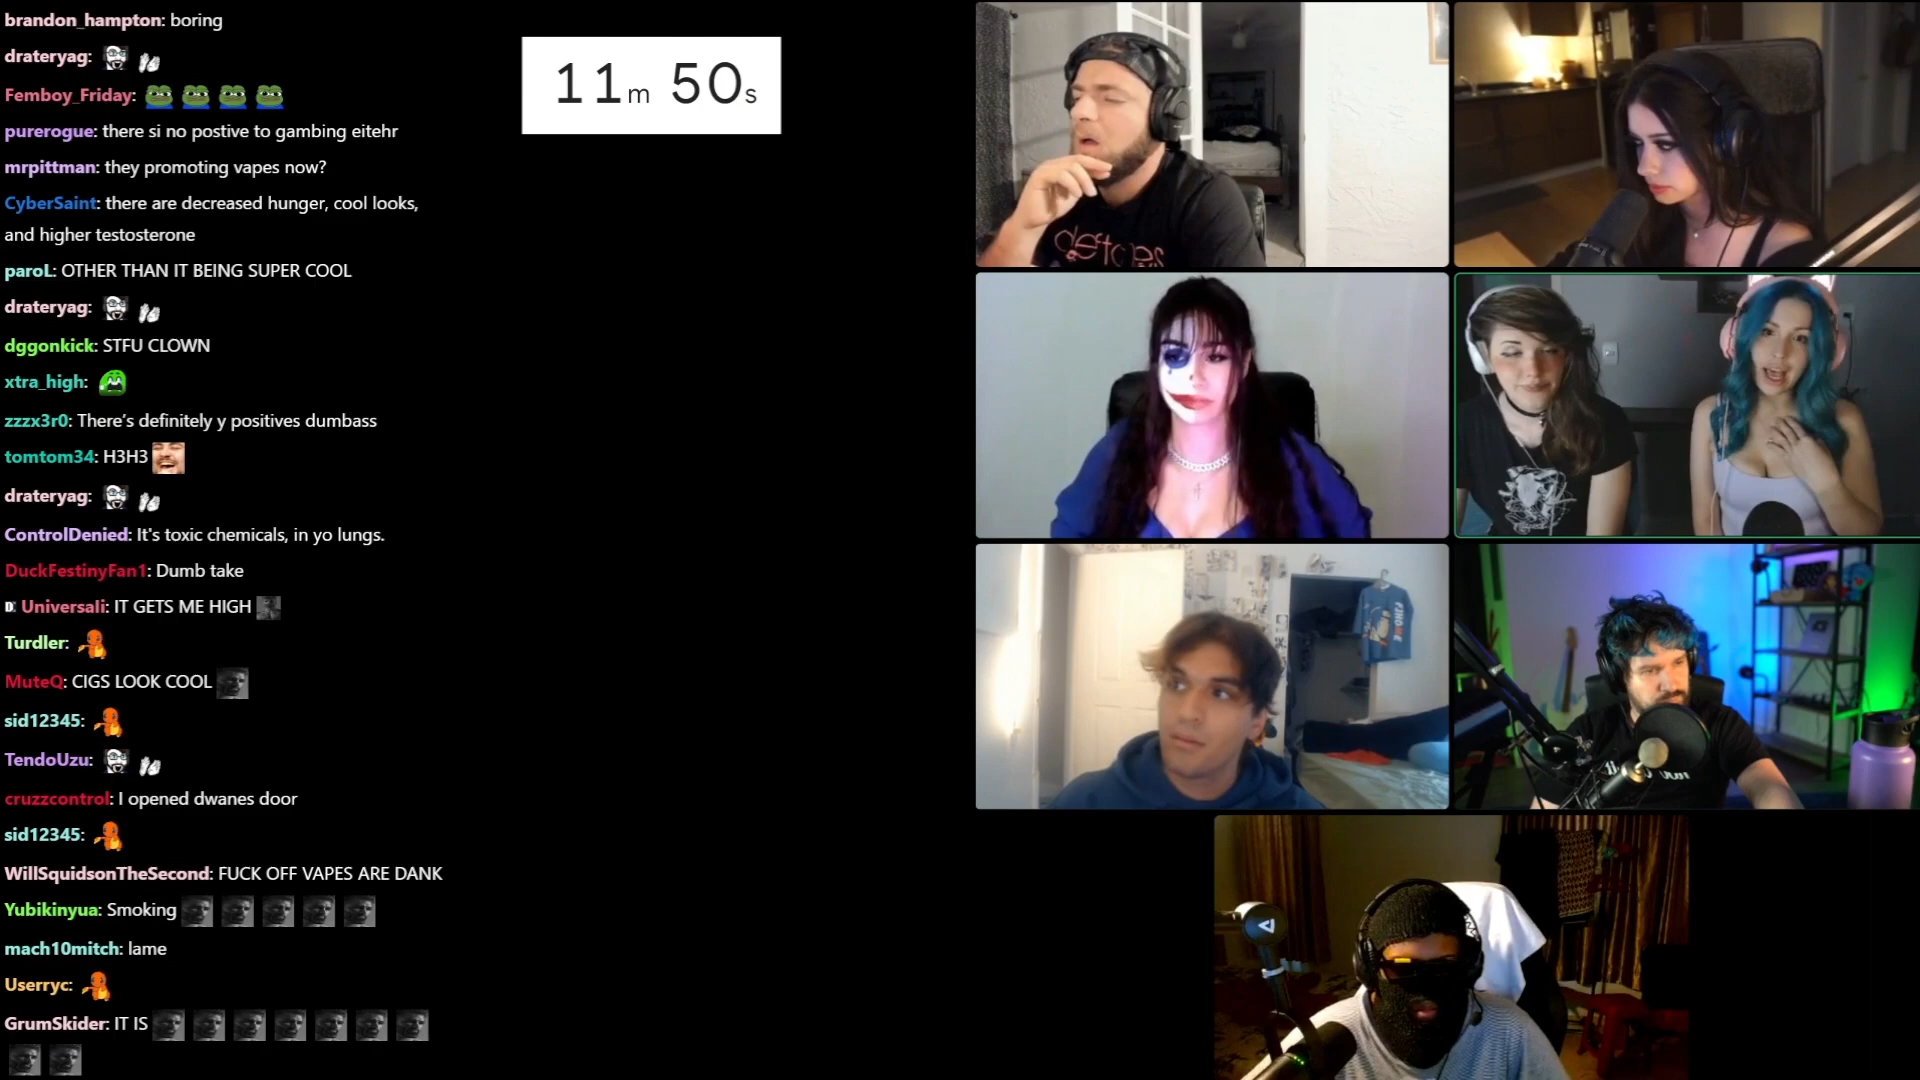 brandon_hampton: boring
drateryag:
Femboy_Friday:
purerogue: there si no postive to gambing eitehr
mrpittman: they promoting vapes now?
CyberSaint: there are decreased hunger, cool looks,
and higher testosterone
paroL: OTHER THAN IT BEING SUPER COOL
drateryag:
dggonkick: STFU CLOWN
xtra_high:
zzzx3r0: There's definitely y positives dumbass
tomtom34: H3H3
drateryag:
ControlDenied: It's toxic chemicals, in yo lungs.
DuckFestinyFan1: Dumb take
D Universali: IT GETS ME HIGH
Turdler:
MuteQ: CIGS LOOK COOL
sid12345:
TendoUzu:
cruzzcontrol: I opened dwanes door
sid12345:
WillSquidsonTheSecond: FUCK OFF VAPES ARE DANK
Yubikinyua: Smoking
mach10mitch: lame
Userryc:
GrumSkider: IT IS
11m 50s
deftones